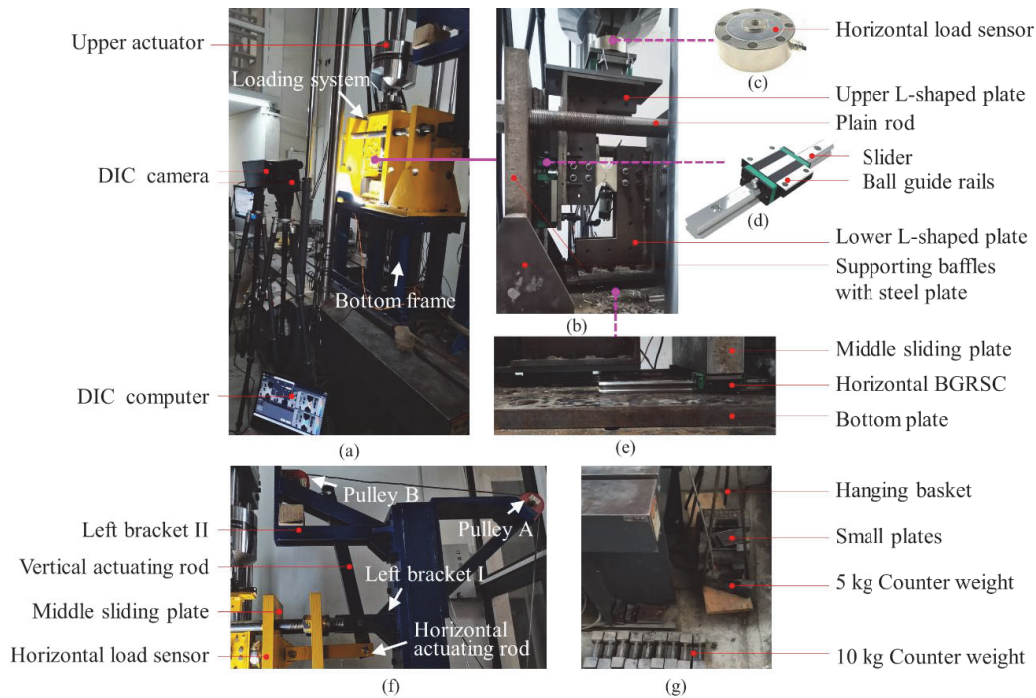 Upper actuator
Loading system
DIC camera
Bottom frame
DIC computer
(a)
Horizontal load sensor
(c)
Upper L-shaped plate
Plain rod
Slider
Ball guide rails
(d)
Lower L-shaped plate
Supporting baffles
with steel plate
(b)
Middle sliding plate
Horizontal BGRSC
Bottom plate
(e)
Pulley B
Pulley A
Left bracket II
Vertical actuating rod
Left bracket I
Middle sliding plate
Horizontal
actuating rod
Horizontal load sensor
(f)
Hanging basket
Small plates
5 kg Counter weight
10 kg Counter weight
(g)